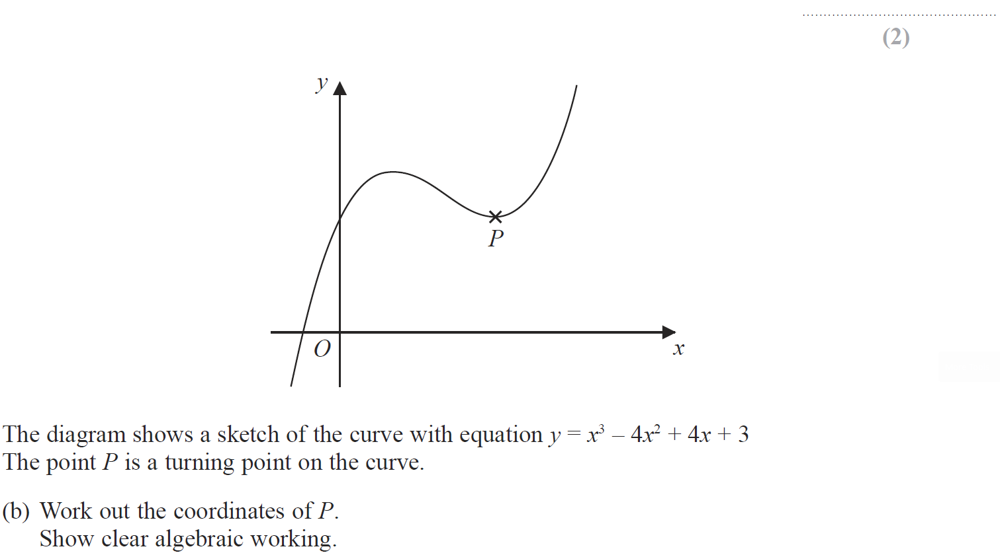 (2)
y
P
O
x
The diagram shows a sketch of the curve with equation y = x³ – 4x² + 4x + 3
The point P is a turning point on the curve.
(b) Work out the coordinates of P.
Show clear algebraic working.